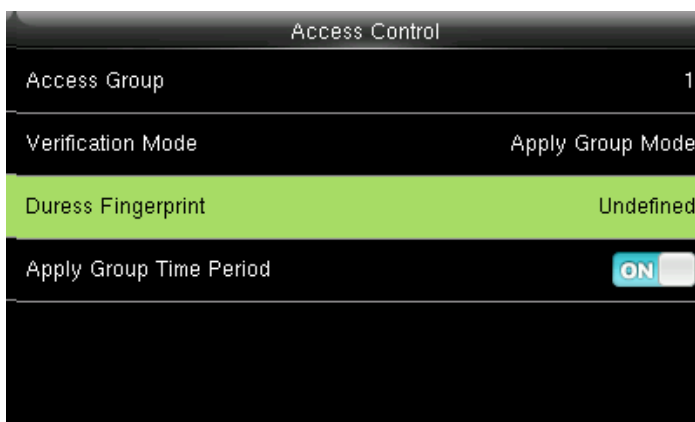 Access Control
Access Group 1
Verification Mode Apply Group Mode
Duress Fingerprint Undefined
Apply Group Time Period ON